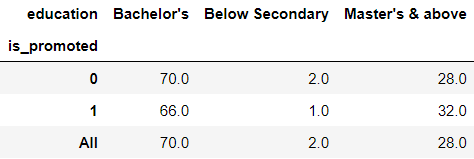 education Bachelor's Below Secondary Master's & above
is_promoted
0 70.0 2.0 28.0
1 66.0 1.0 32.0
All 70.0 2.0 28.0